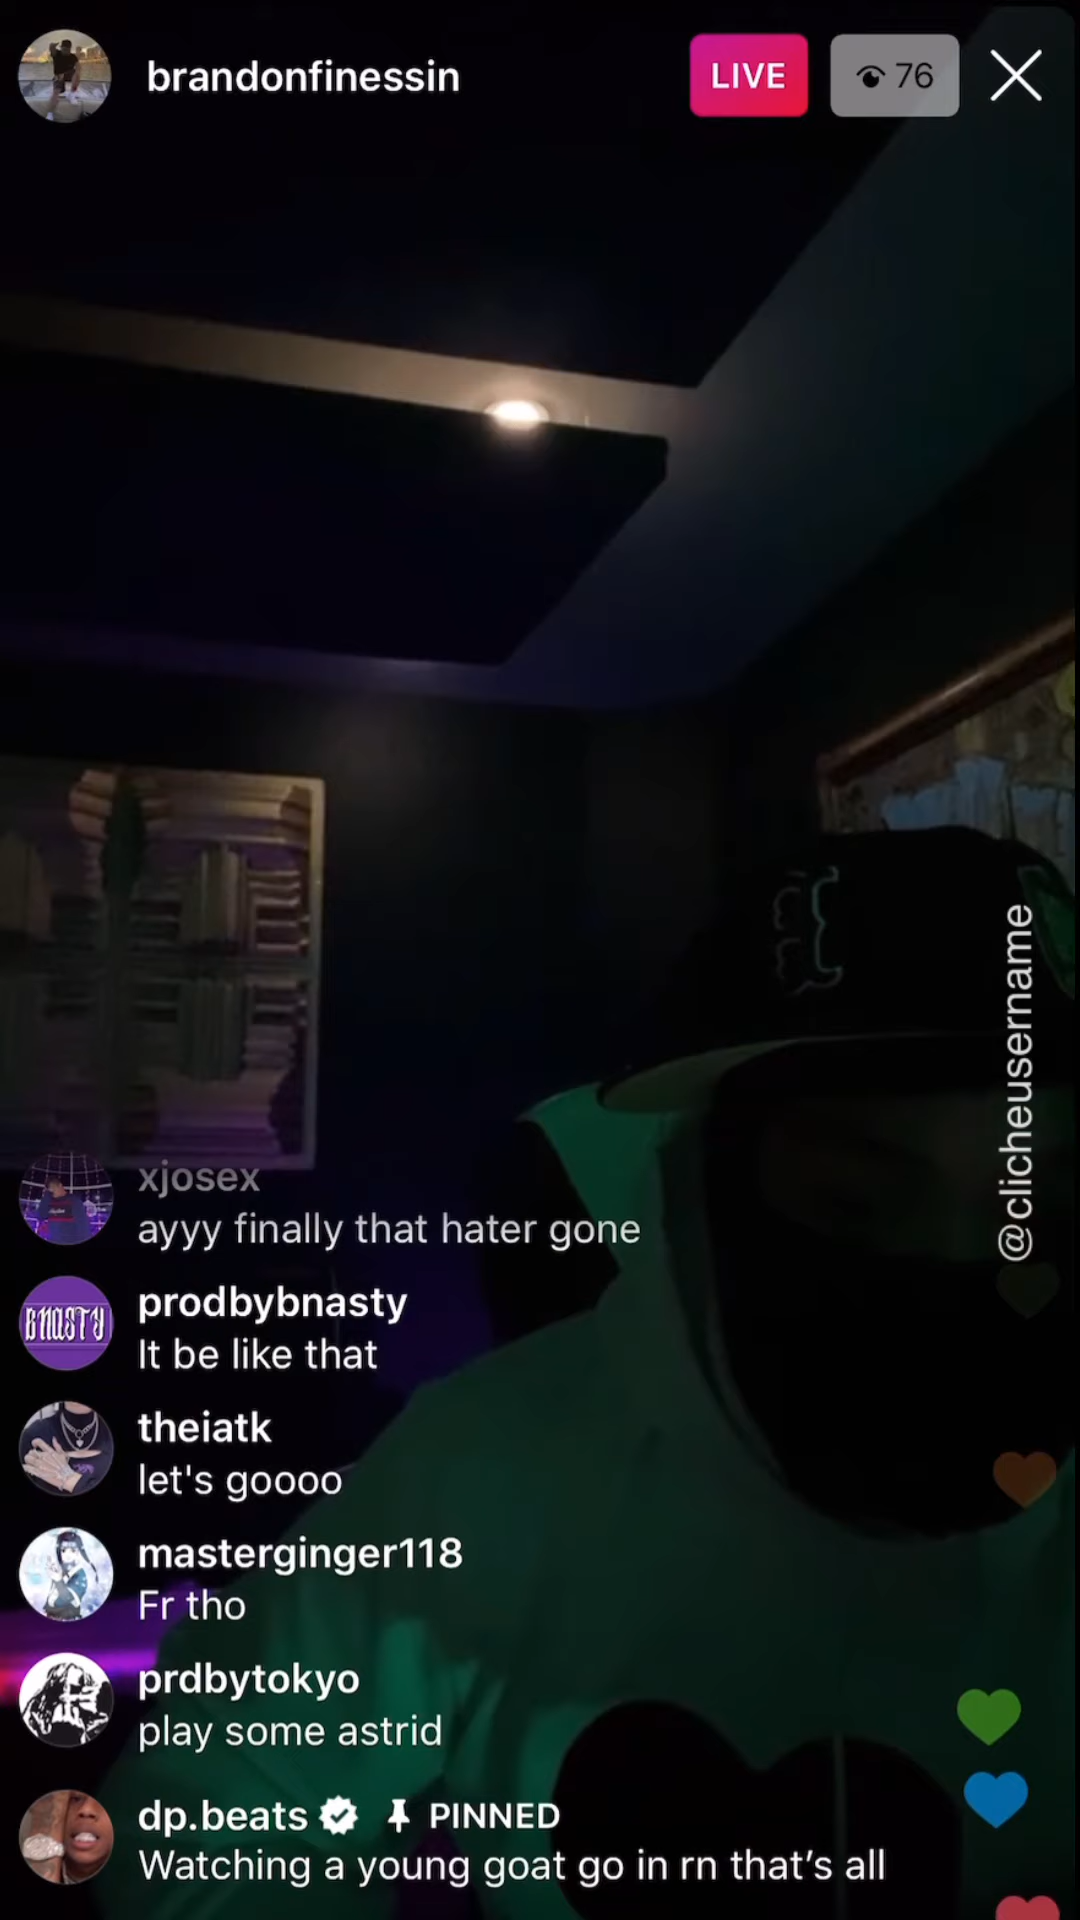 brandonfinessin
LIVE
76
@clicheusername
xjosex
ayyy finally that hater gone
BNASTY
prodbybnasty
It be like that
theiatk
let's goooo
masterginger118
Fr tho
prdbytokyo
play some astrid
dp.beats PINNED
Watching a young goat go in rn that’s all